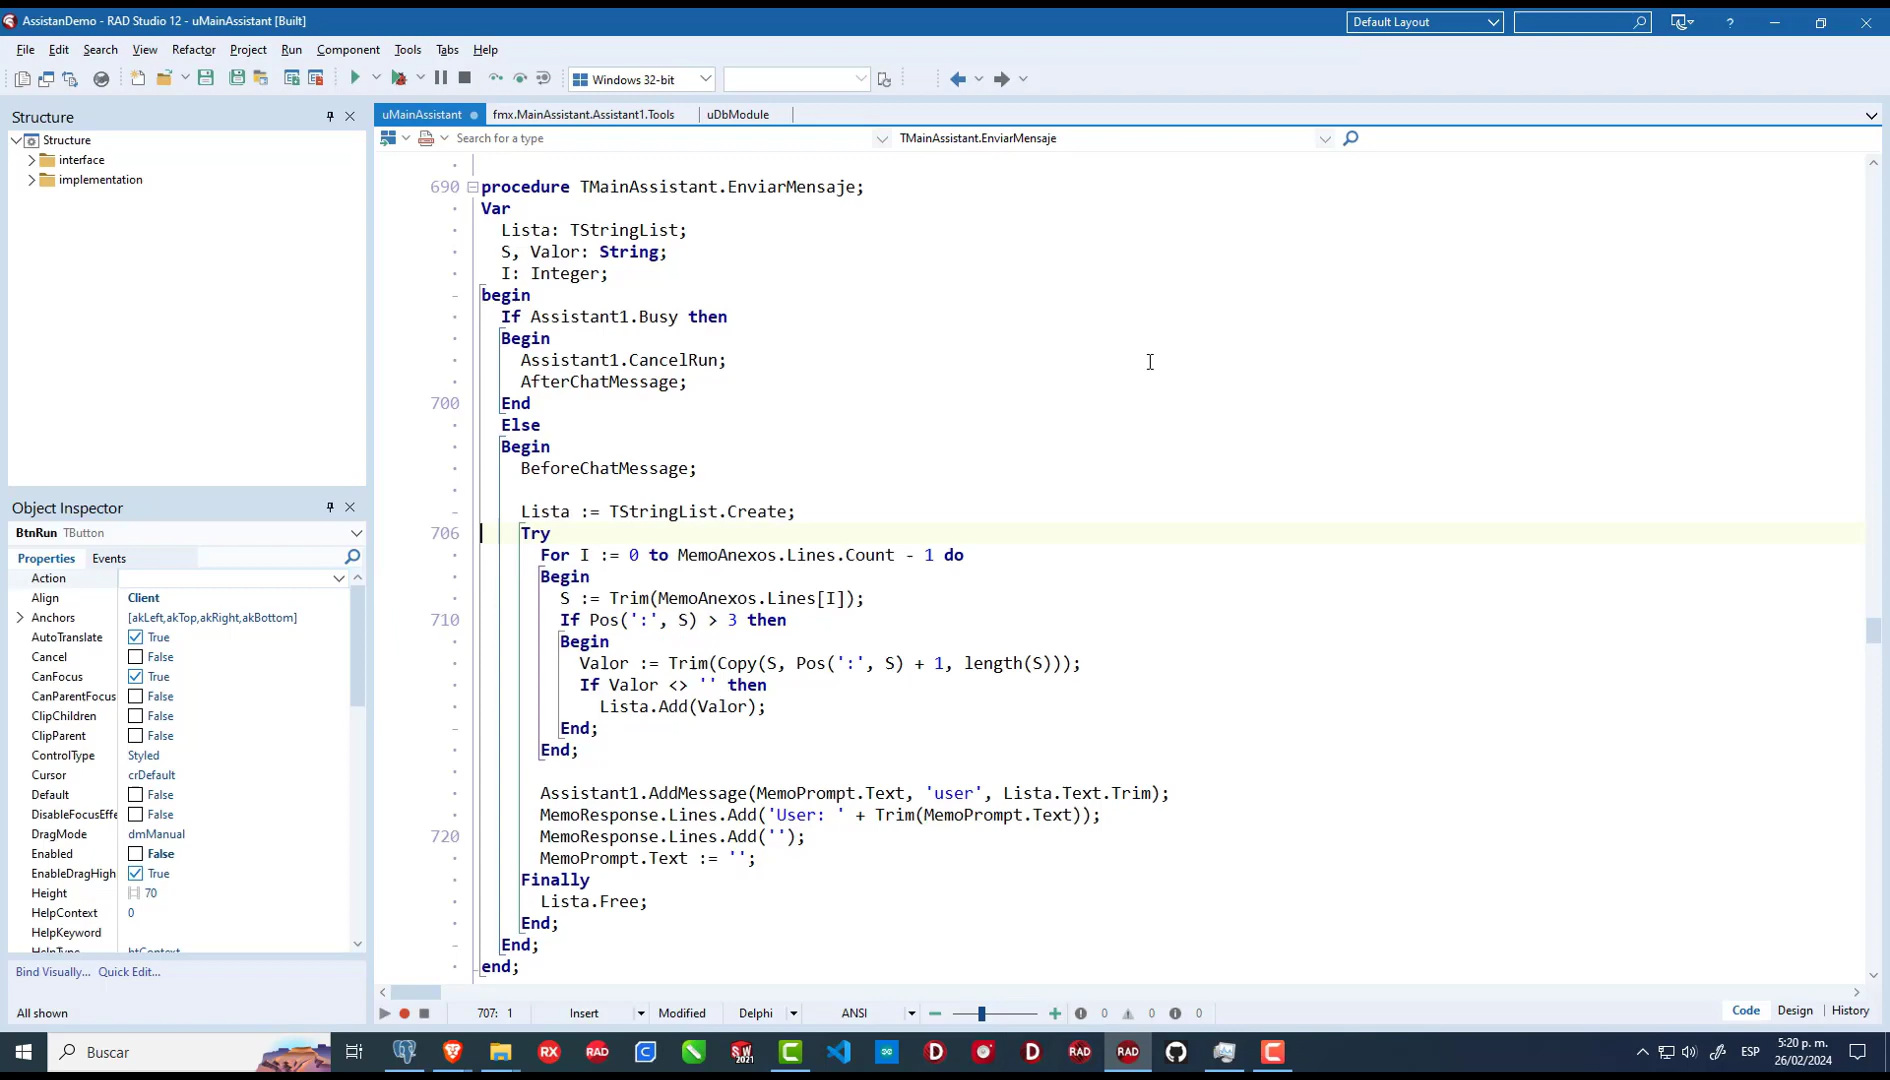 AssistanDemo - RAD Studio 12 - uMainAssistant [Built]
Default Layout
File Edit Search View Refactor Project Run Component Tools Tabs Help
Windows 32-bit
Structure
Structure
interface
implementation
Object Inspector
BtnRun TButton
Properties Events
Action
Align Client
Anchors [akLeft,akTop,akRight,akBottom]
AutoTranslate True
Cancel False
CanFocus True
CanParentFocus False
ClipChildren False
ClipParent False
ControlType Styled
Cursor crDefault
Default False
DisableFocusEffe False
DragMode dmManual
Enabled False
EnableDragHigh True
Height 70
HelpContext 0
HelpKeyword
HelpType htContext
Bind Visually... Quick Edit...
All shown
uMainAssistant fmx.MainAssistant.Assistant1.Tools uDbModule
Search for a type TMainAssistant.EnviarMensaje
690 procedure TMainAssistant.EnviarMensaje;
Var
Lista: TStringList;
S, Valor: String;
I: Integer;
begin
If Assistant1.Busy then
Begin
Assistant1.CancelRun;
AfterChatMessage;
700 End
Else
Begin
BeforeChatMessage;
Lista := TStringList.Create;
706 Try
For I := 0 to MemoAnexos.Lines.Count - 1 do
Begin
S := Trim(MemoAnexos.Lines[I]);
710 If Pos(':', S) > 3 then
Begin
Valor := Trim(Copy(S, Pos(':', S) + 1, length(S)));
If Valor <> '' then
Lista.Add(Valor);
End;
End;
Assistant1.AddMessage(MemoPrompt.Text, 'user', Lista.Text.Trim);
MemoResponse.Lines.Add('User: ' + Trim(MemoPrompt.Text));
720 MemoResponse.Lines.Add('');
MemoPrompt.Text := '';
Finally
Lista.Free;
End;
End;
end;
707: 1 Insert Modified Delphi ANSI 0 0 0 Code Design History
Buscar
RX
RAD
SW
2021
RAD
RAD
ESP
5:20 p. m.
26/02/2024